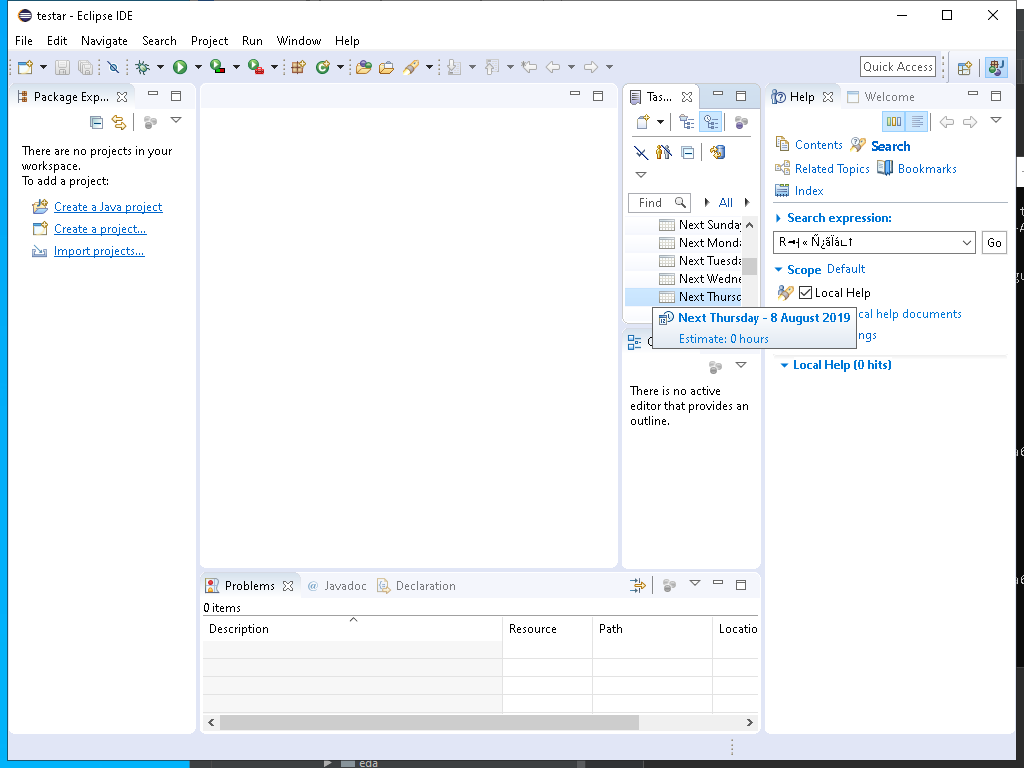 testar - Eclipse IDE
File Edit Navigate Search Project Run Window Help
Quick Access
Package Exp...
There are no projects in your
workspace.
To add a project:
Create a Java project
Create a project...
Import projects...
Tas...
Find
All
Next Sunday
Next Monda
Next Tuesda
Next Wedne
Next Thursd
Next Thursday - 8 August 2019
Estimate: 0 hours
There is no active
editor that provides an
outline.
Help
Welcome
Contents
Search
Related Topics
Bookmarks
Index
Search expression:
Go
Scope Default
Local Help
cal help documents
ngs
Local Help (0 hits)
Problems
@ Javadoc
Declaration
0 items
Description Resource Path Locatio
eda